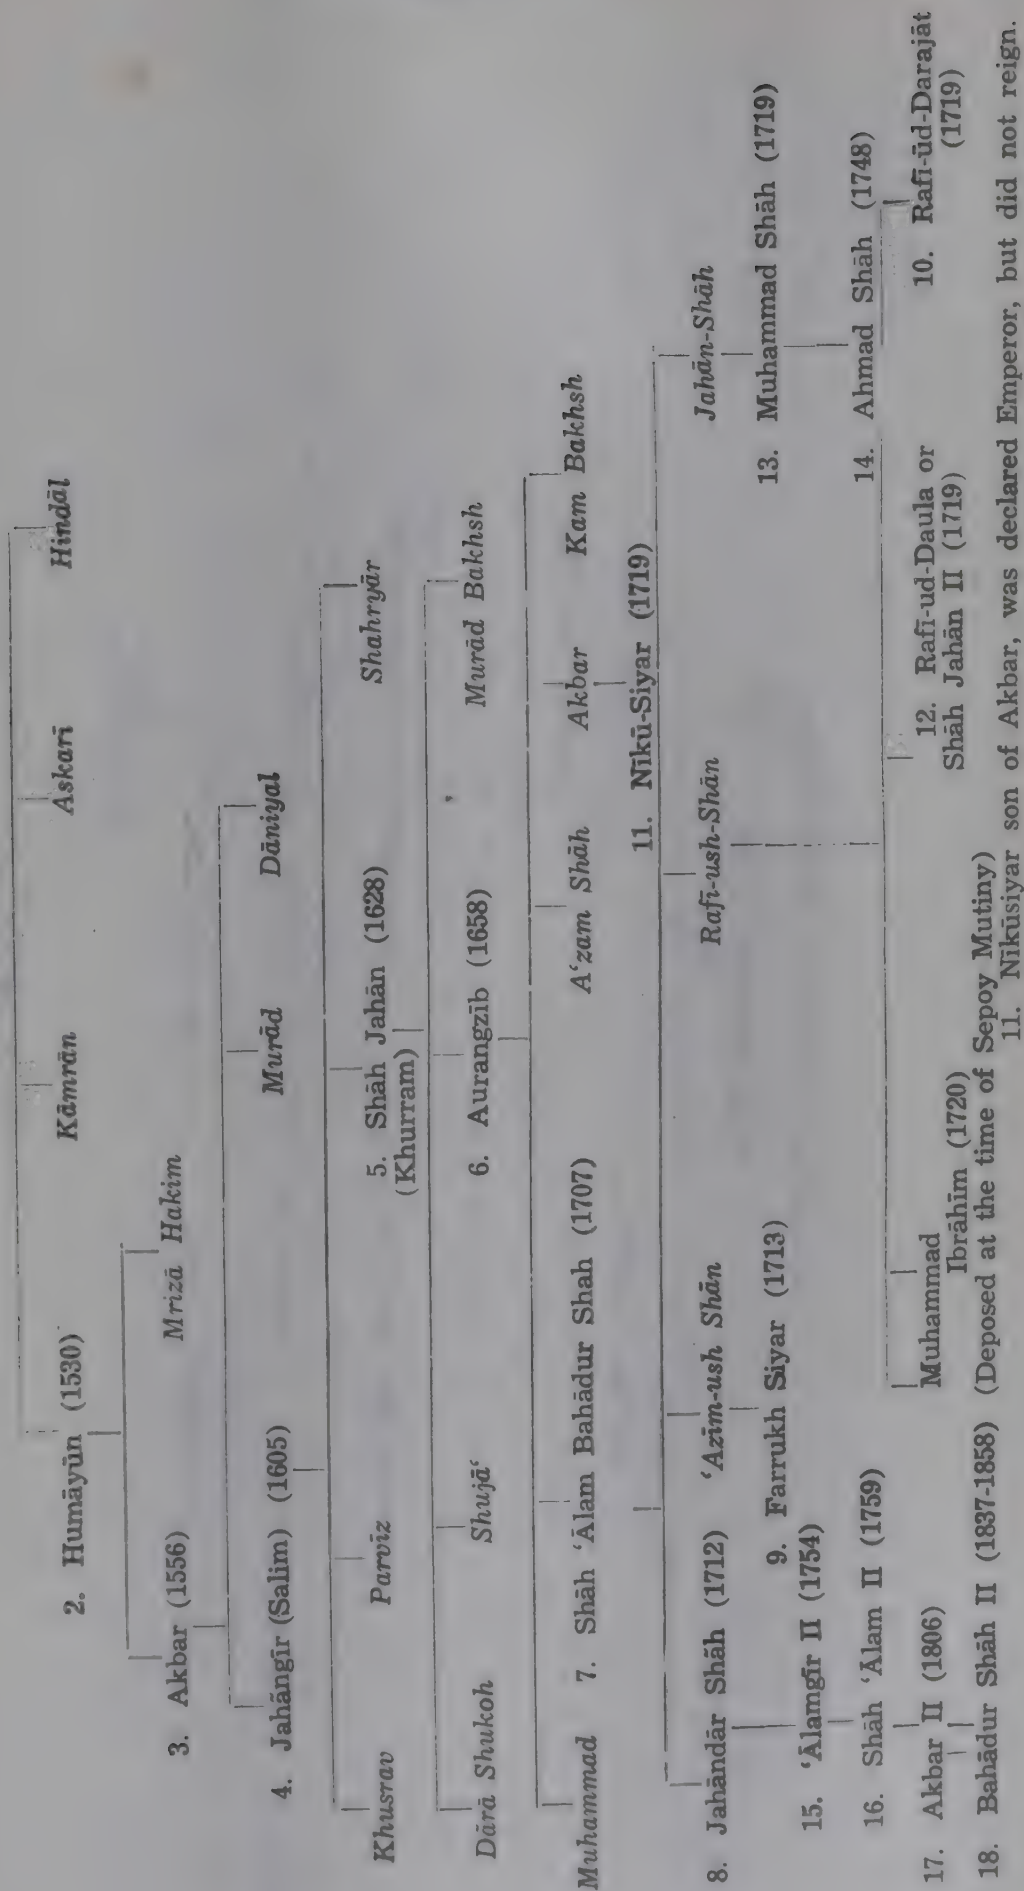 2. Humāyūn (1530) Kāmrān Askarī Hindāl
3. Akbar (1556) Mrizā Hakim
4. Jahāngīr (Salim) (1605) Murād Dāniyal
Khusrav Parvīz 5. Shāh Jahān (1628) Shahryār
(Khurram)
Dārā Shukoh Shujā‘ 6. Aurangzīb (1658) Murād Bakhsh
Muhammad 7. Shāh ‘Ālam Bahādur Shah (1707) A‘zam Shāh Akbar Kam Bakhsh
11. Nīkū-Siyar (1719)
8. Jahāndār Shāh (1712) ‘Azīm-ush Shān Rafī-ush-Shān Jahān-Shāh
9. Farrukh Siyar (1713) 13. Muhammad Shāh (1719)
15. ‘Ālamgīr II (1754)
16. Shāh ‘Ālam II (1759) 14. Ahmad Shāh (1748)
17. Akbar II (1806) Muhammad 12. Rafī-ud-Daula or 10. Rafī-ūd-Darajāt
Ibrāhīm (1720) Shāh Jahān II (1719) (1719)
18. Bahādur Shāh II (1837-1858) (Deposed at the time of Sepoy Mutiny)
11. Nīkūsiyar son of Akbar, was declared Emperor, but did not reign.